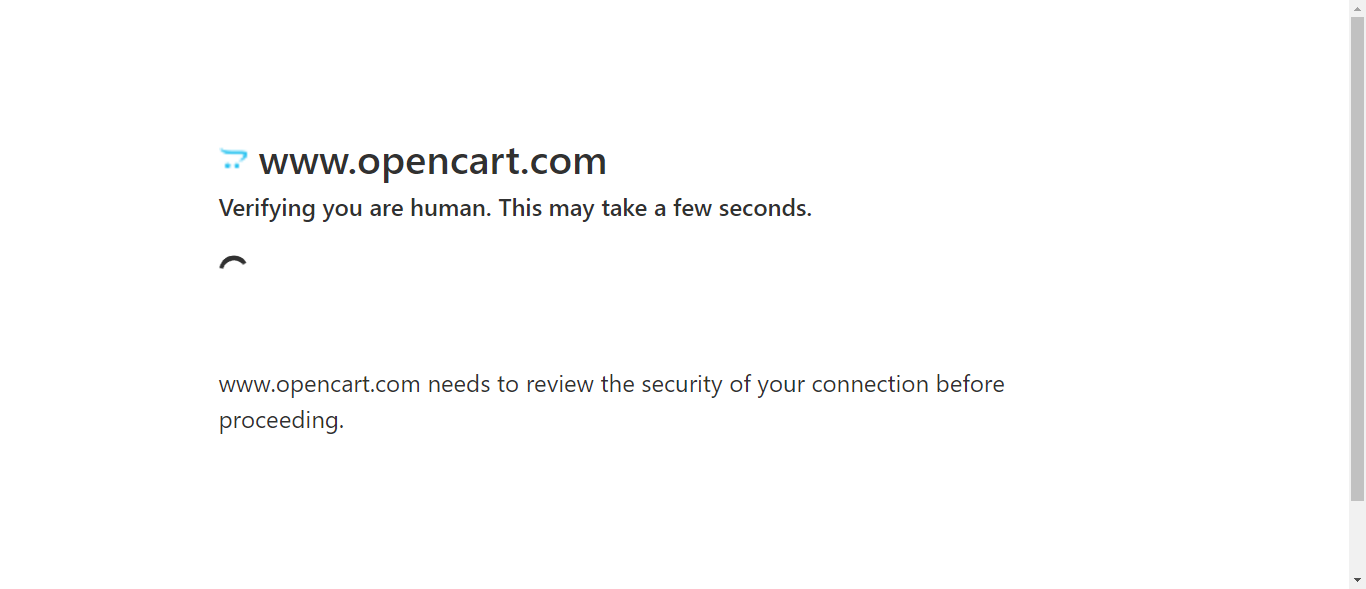 www.opencart.com
Verifying you are human. This may take a few seconds.
www.opencart.com needs to review the security of your connection before
proceeding.